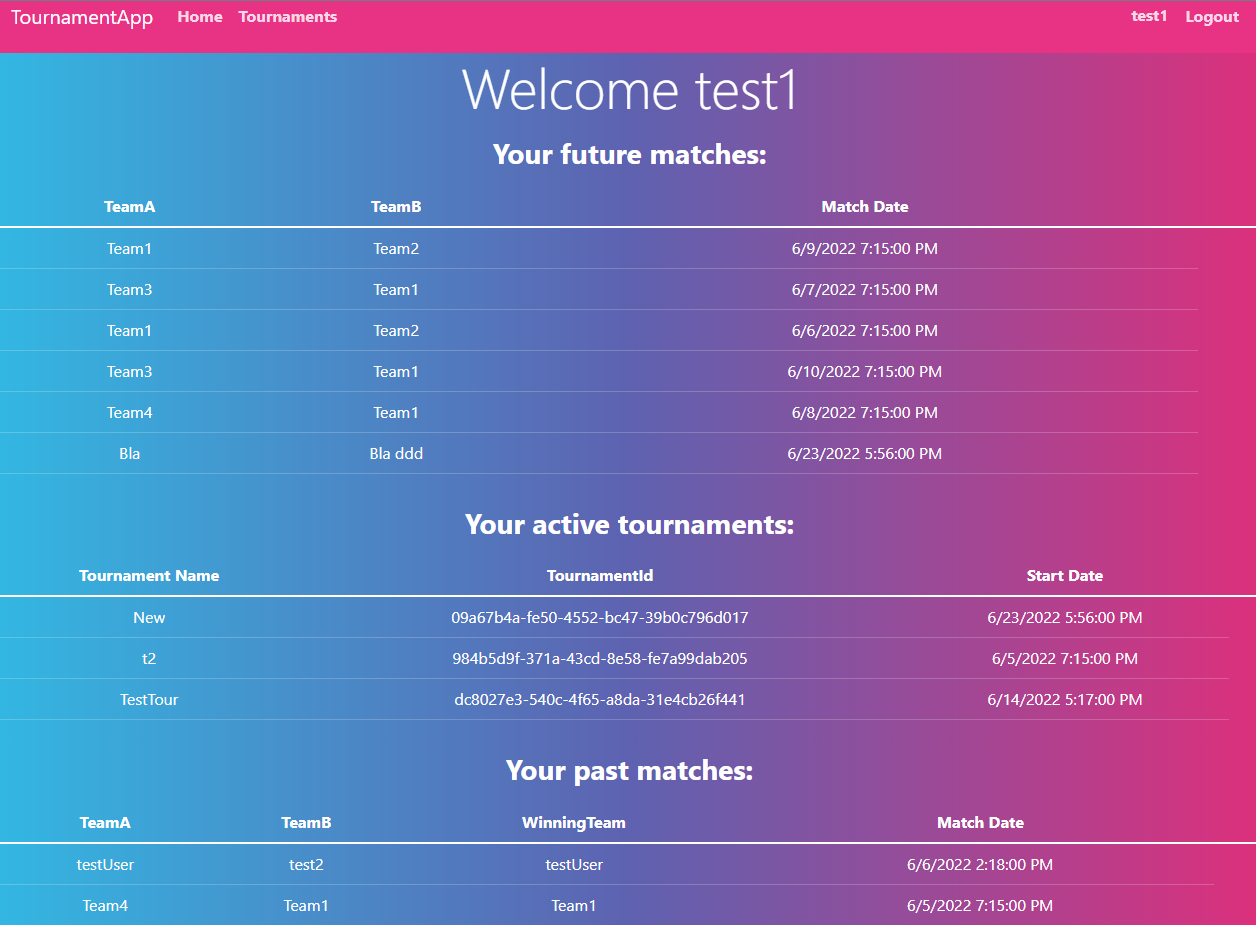 TournamentApp Home Tournaments test1 Logout
Welcome test1
Your future matches:
TeamA TeamB Match Date
Team1 Team2 6/9/2022 7:15:00 PM
Team3 Team1 6/7/2022 7:15:00 PM
Team1 Team2 6/6/2022 7:15:00 PM
Team3 Team1 6/10/2022 7:15:00 PM
Team4 Team1 6/8/2022 7:15:00 PM
Bla Bla ddd 6/23/2022 5:56:00 PM
Your active tournaments:
Tournament Name TournamentId Start Date
New 09a67b4a-fe50-4552-bc47-39b0c796d017 6/23/2022 5:56:00 PM
t2 984b5d9f-371a-43cd-8e58-fe7a99dab205 6/5/2022 7:15:00 PM
TestTour dc8027e3-540c-4f65-a8da-31e4cb26f441 6/14/2022 5:17:00 PM
Your past matches:
TeamA TeamB WinningTeam Match Date
testUser test2 testUser 6/6/2022 2:18:00 PM
Team4 Team1 Team1 6/5/2022 7:15:00 PM